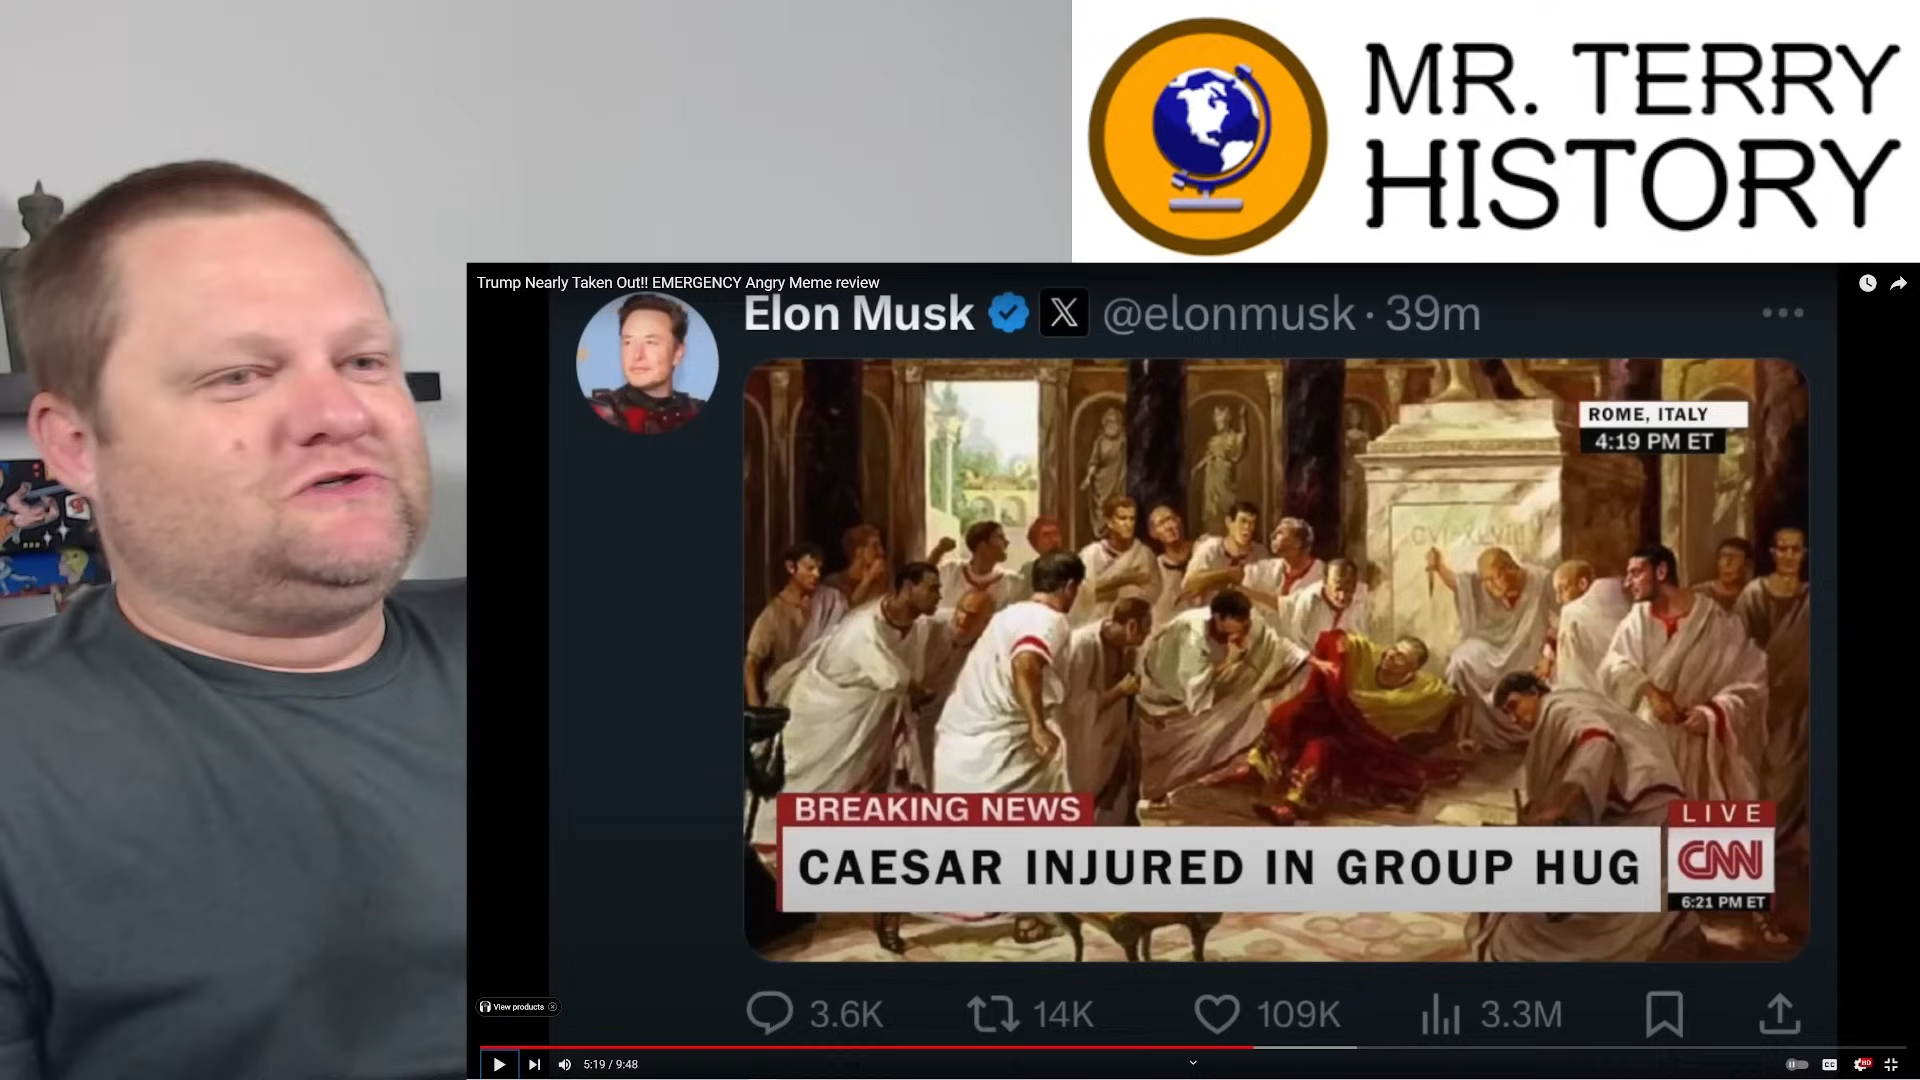 MR. TERRY
HISTORY
Trump Nearly Taken Out!! EMERGENCY Angry Meme review
Elon Musk X @elonmusk · 39m
ROME, ITALY
4:19 PM ET
BREAKING NEWS
LIVE
CAESAR INJURED IN GROUP HUG
CNN
6:21 PM ET
View products
3.6K 14K 109K 3.3M
5:19 / 9:48
CC
HD